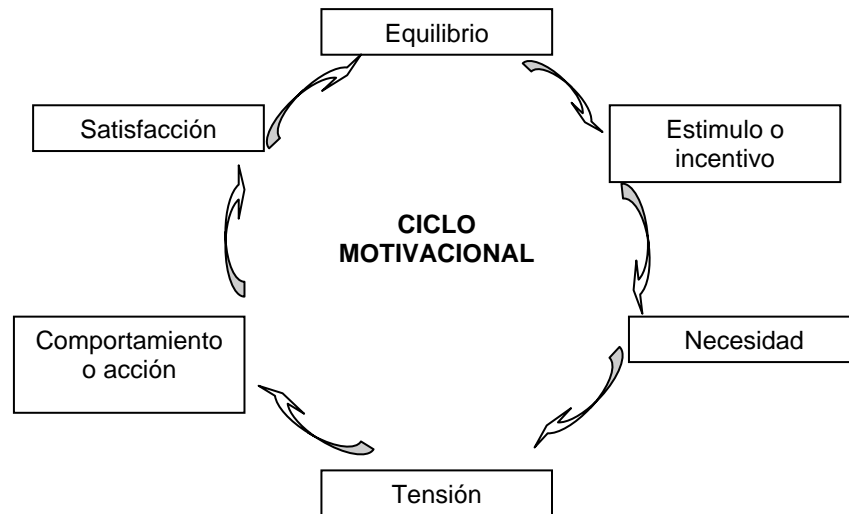 Equilibrio
Satisfacción
Estimulo o
incentivo
CICLO
MOTIVACIONAL
Comportamiento
o acción
Necesidad
Tensión